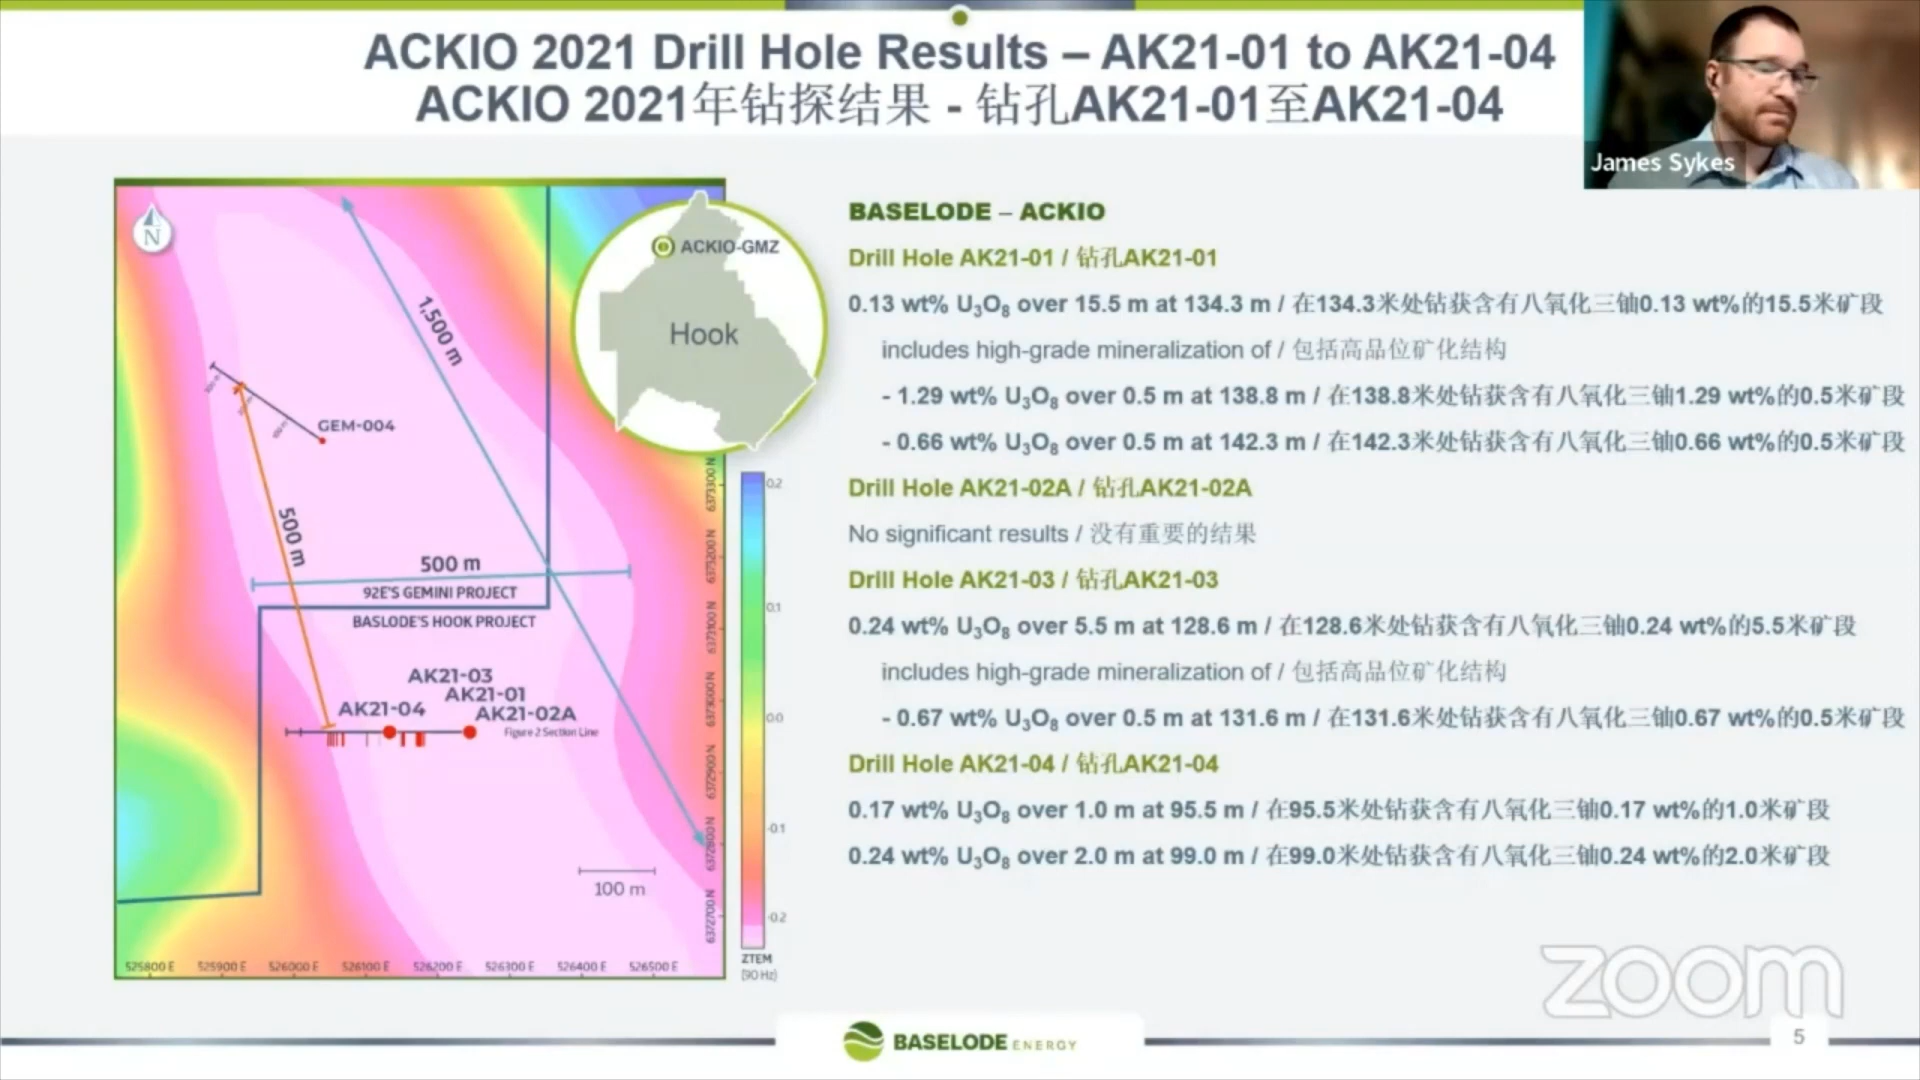 ACKIO 2021 Drill Hole Results – AK21-01 to AK21-04
ACKIO 2021年钻探结果 - 钻孔AK21-01至AK21-04
James Sykes
N
1,500 m
ACKIO-GMZ
Hook
GEM-004
500 m
500 m
92E'S GEMINI PROJECT
BASLODE'S HOOK PROJECT
AK21-03
AK21-01
AK21-04
AK21-02A
Figure 2 Section Line
100 m
525800 E 525900 E 526000 E 526100 E 526200 E 526300 E 526400 E 526500 E
6373300 N
6373200 N
6373100 N
6373000 N
6372900 N
6372800 N
6372700 N
0.2
0.1
0.0
-0.1
-0.2
ZTEM
(90 Hz)
BASELODE – ACKIO
Drill Hole AK21-01 / 钻孔AK21-01
0.13 wt% U₃O₈ over 15.5 m at 134.3 m / 在134.3米处钻获含有八氧化三铀0.13 wt%的15.5米矿段
includes high-grade mineralization of / 包括高品位矿化结构
- 1.29 wt% U₃O₈ over 0.5 m at 138.8 m / 在138.8米处钻获含有八氧化三铀1.29 wt%的0.5米矿段
- 0.66 wt% U₃O₈ over 0.5 m at 142.3 m / 在142.3米处钻获含有八氧化三铀0.66 wt%的0.5米矿段
Drill Hole AK21-02A / 钻孔AK21-02A
No significant results / 没有重要的结果
Drill Hole AK21-03 / 钻孔AK21-03
0.24 wt% U₃O₈ over 5.5 m at 128.6 m / 在128.6米处钻获含有八氧化三铀0.24 wt%的5.5米矿段
includes high-grade mineralization of / 包括高品位矿化结构
- 0.67 wt% U₃O₈ over 0.5 m at 131.6 m / 在131.6米处钻获含有八氧化三铀0.67 wt%的0.5米矿段
Drill Hole AK21-04 / 钻孔AK21-04
0.17 wt% U₃O₈ over 1.0 m at 95.5 m / 在95.5米处钻获含有八氧化三铀0.17 wt%的1.0米矿段
0.24 wt% U₃O₈ over 2.0 m at 99.0 m / 在99.0米处钻获含有八氧化三铀0.24 wt%的2.0米矿段
zoom
BASELODE ENERGY
5